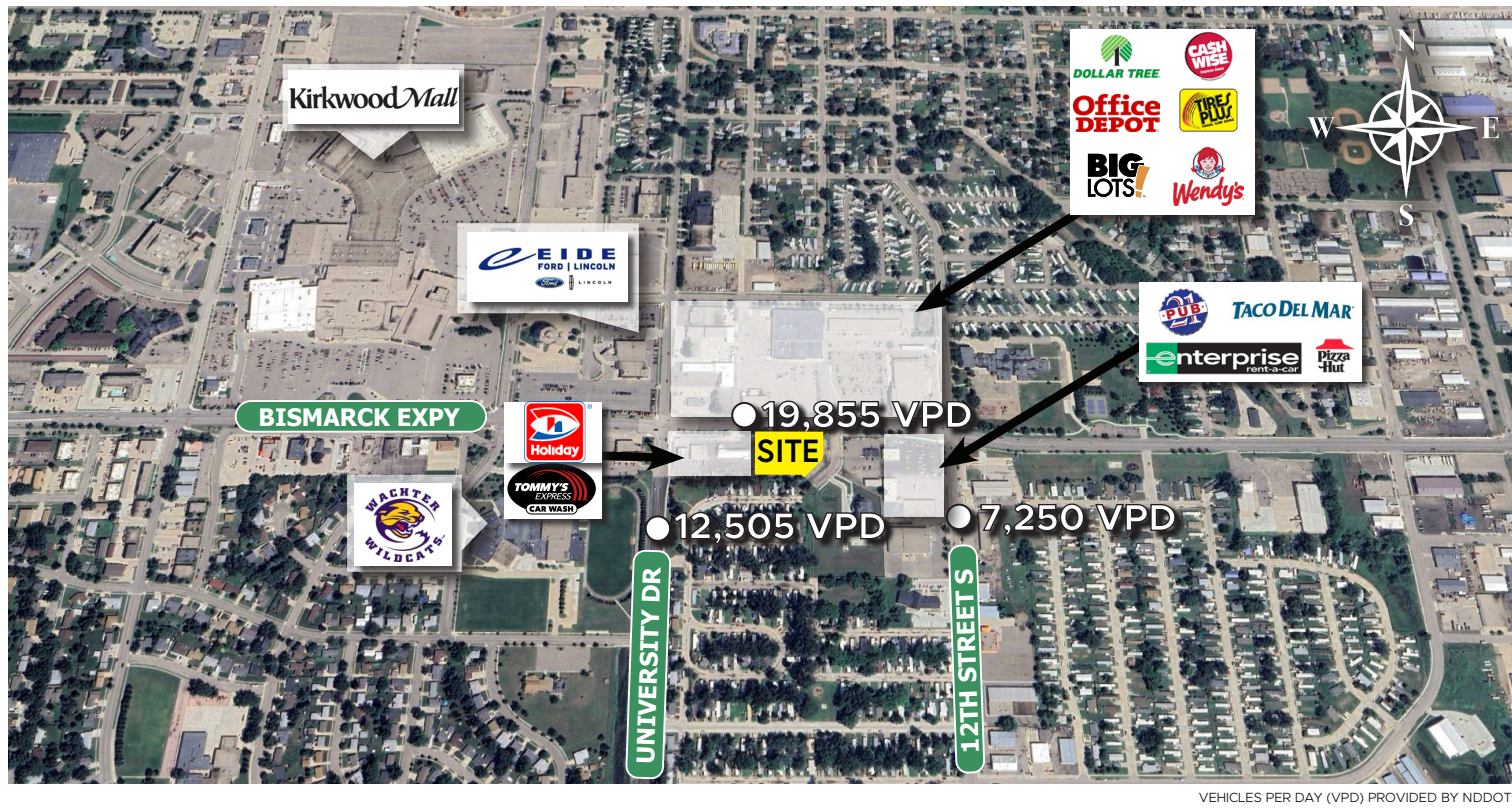 Kirkwood Mall
DOLLAR TREE
CASH WISE
Office DEPOT
TIRES PLUS
BIG LOTS!
Wendy's
N
W
E
S
EIDE
FORD | LINCOLN
Ford
LINCOLN
PUB 21
TACO DEL MAR
enterprise
rent-a-car
Pizza Hut
BISMARCK EXPY
Holiday
TOMMY'S
EXPRESS
CAR WASH
19,855 VPD
SITE
WACHTER
WILDCATS
12,505 VPD
7,250 VPD
UNIVERSITY DR
12TH STREET S
VEHICLES PER DAY (VPD) PROVIDED BY NDDOT